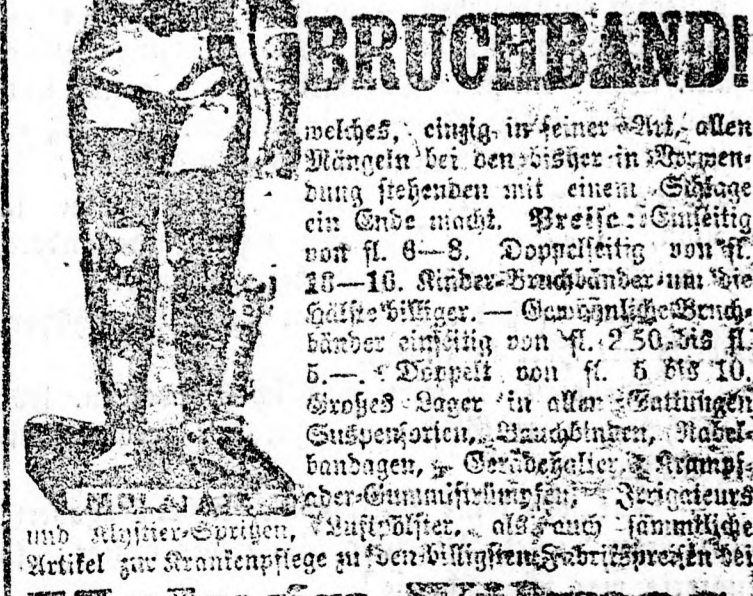 BRUCHBAND!
welches, einzig in seiner Art, allen
Mängeln bei den bisher in Verwen-
dung stehenden mit einem Schlage
ein Ende macht. Preise: Einseitig
von fl. 6—8. Doppelseitig von fl.
10—16. Kinder-Bruchbänder um die
Hälfte billiger. — Gewöhnliche Bruch-
bänder einseitig von fl. 2.50 bis fl.
5.—. Doppelt von fl. 5 bis 10.
Großes Lager in allen Gattungen
Suspensorien, Bauchbinden, Nabel-
bandagen, Geradehalter, Krampf-
ader-Gummistrümpfen, Irrigateurs
und Klystier-Spritzen, Luftpölster, als auch sämmtliche
Artikel zur Krankenpflege zu den billigsten Fabrikspreisen bei